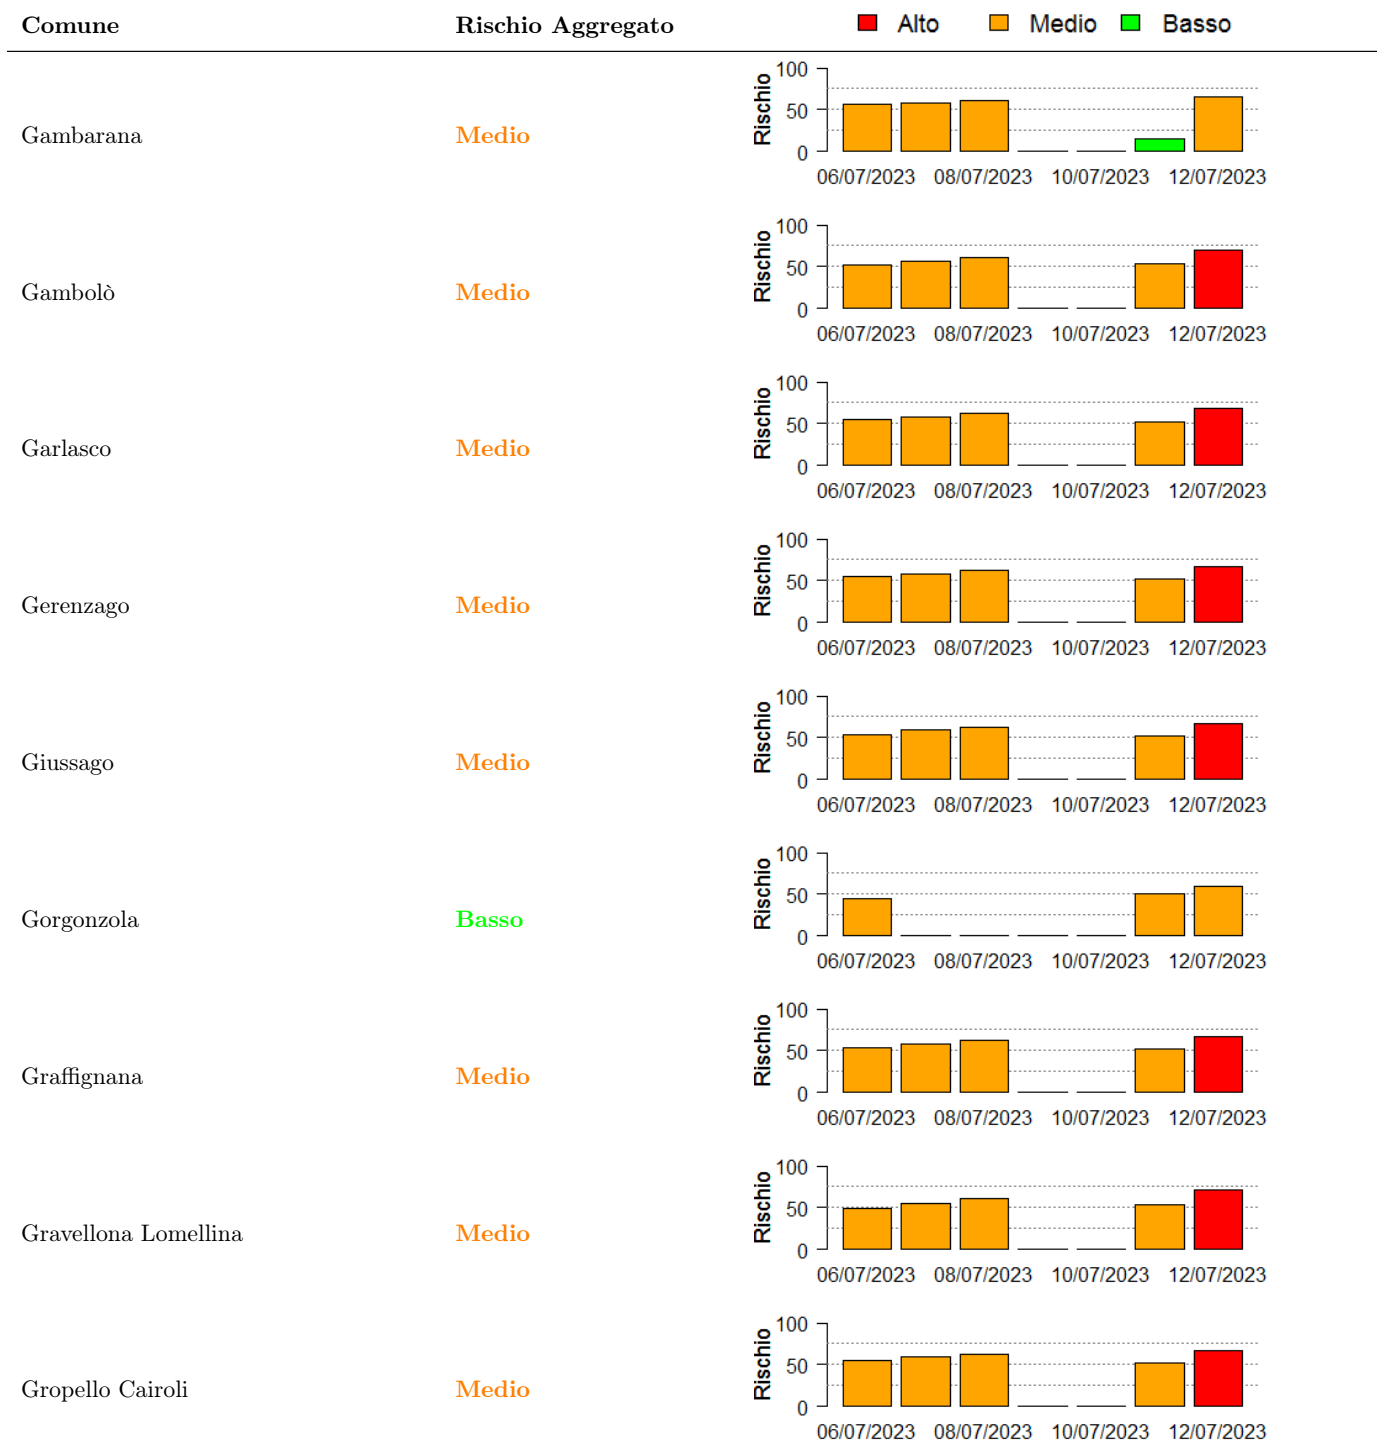 Comune Rischio Aggregato Alto Medio Basso
Gambarana Medio
Rischio
100
50
0
06/07/2023 08/07/2023 10/07/2023 12/07/2023
Gambolò Medio
Rischio
100
50
0
06/07/2023 08/07/2023 10/07/2023 12/07/2023
Garlasco Medio
Rischio
100
50
0
06/07/2023 08/07/2023 10/07/2023 12/07/2023
Gerenzago Medio
Rischio
100
50
0
06/07/2023 08/07/2023 10/07/2023 12/07/2023
Giussago Medio
Rischio
100
50
0
06/07/2023 08/07/2023 10/07/2023 12/07/2023
Gorgonzola Basso
Rischio
100
50
0
06/07/2023 08/07/2023 10/07/2023 12/07/2023
Graffignana Medio
Rischio
100
50
0
06/07/2023 08/07/2023 10/07/2023 12/07/2023
Gravellona Lomellina Medio
Rischio
100
50
0
06/07/2023 08/07/2023 10/07/2023 12/07/2023
Gropello Cairoli Medio
Rischio
100
50
0
06/07/2023 08/07/2023 10/07/2023 12/07/2023